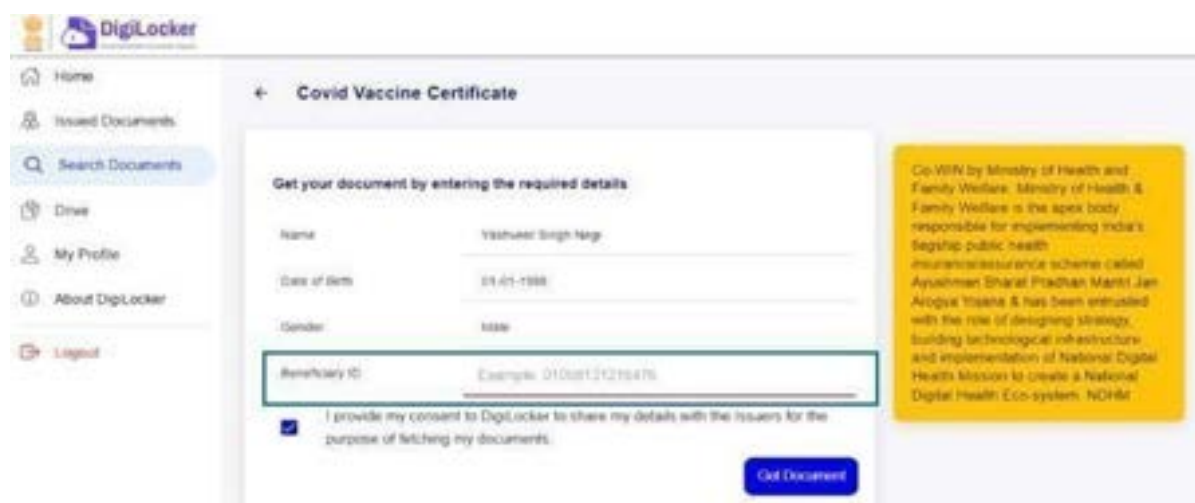 DigiLocker
Home
Issued Documents
Search Documents
Drive
My Profile
About DigiLocker
Logout
← Covid Vaccine Certificate
Get your document by entering the required details
Name
Singh Negi
Date of Birth
Gender
Male
Beneficiary ID
Example:
I provide my consent to DigiLocker to share my details with the Issuers for the
purpose of fetching my documents.
Get Document
Co-WIN by Ministry of Health and
Family Welfare. Ministry of Health &
Family Welfare is the apex body
responsible for implementing India's
flagship public health
insurance/assurance scheme called
Ayushman Bharat Pradhan Mantri Jan
Arogya Yojana & has been entrusted
with the role of designing strategy,
building technological infrastructure
and implementation of National Digital
Health Mission to create a National
Digital Health Eco-system. NDHM